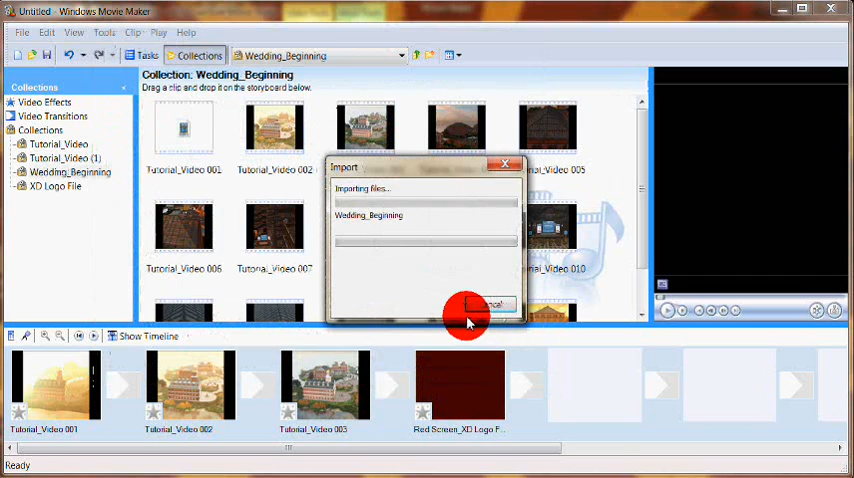 Untitled - Windows Movie Maker
File Edit View Tools Clip Play Help
Tasks Collections Wedding_Beginning
Collections
Video Effects
Video Transitions
Collections
Tutorial_Video
Tutorial_Video (1)
Wedding_Beginning
XD Logo File
Collection: Wedding_Beginning
Drag a clip and drop it on the storyboard below.
Tutorial_Video 001
Tutorial_Video 002
005
Tutorial_Video 006
Tutorial_Video 007
Video 010
Import
Importing files...
Wedding_Beginning
Cancel
Show Timeline
Tutorial_Video 001
Tutorial_Video 002
Tutorial_Video 003
Red Screen_XD Logo F...
Ready